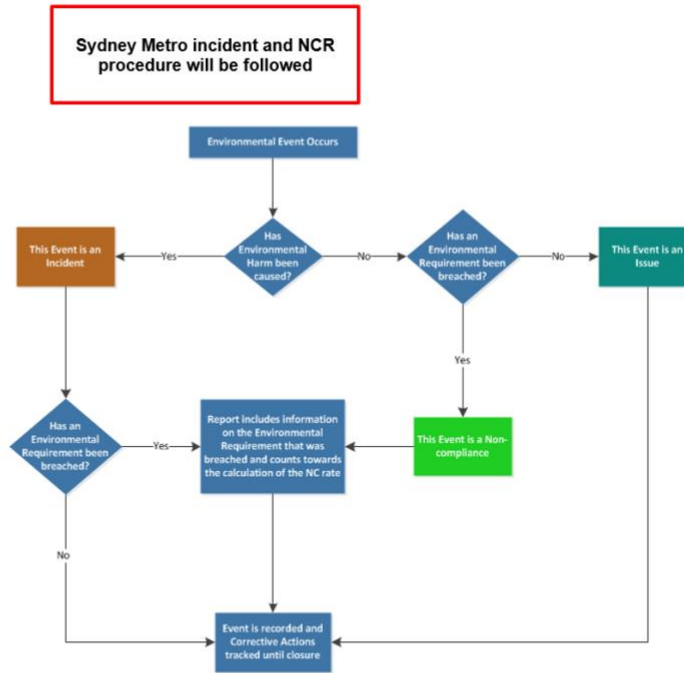 Sydney Metro incident and NCR
procedure will be followed
Environmental Event Occurs
This Event is an
Incident
Yes
Has
Environmental
Harm been
caused?
No
Has an
Environmental
Requirement been
breached?
No
This Event is an
Issue
Yes
Has an
Environmental
Requirement been
breached?
Yes
Report includes information
on the Environmental
Requirement that was
breached and counts towards
the calculation of the NC rate
This Event is a Non-
compliance
No
Event is recorded and
Corrective Actions
tracked until closure